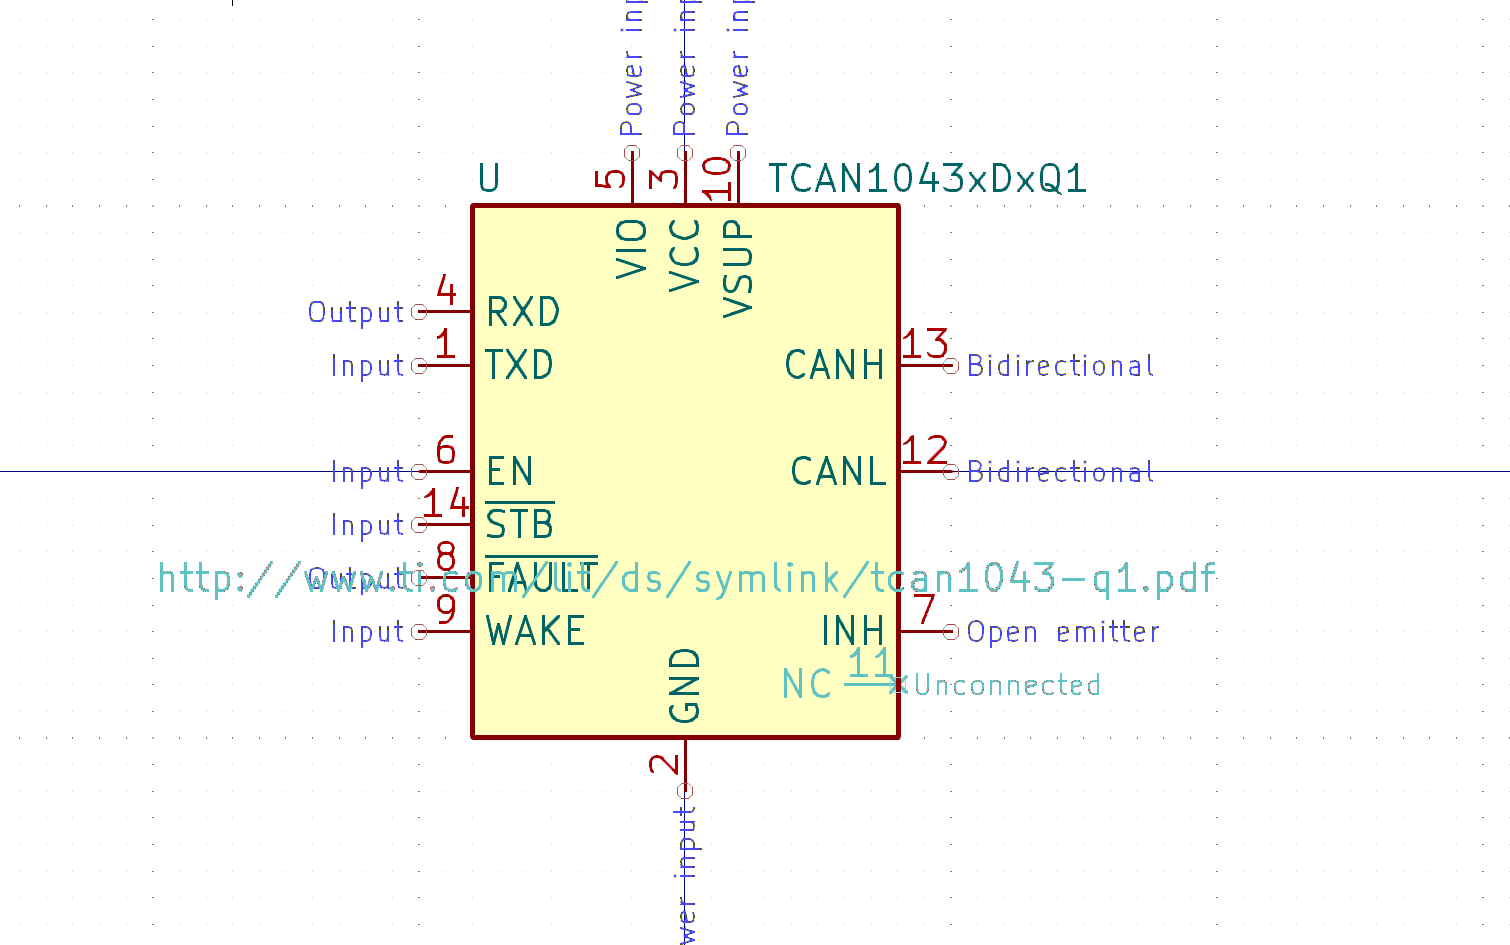 Power inp
Power inp
Power inp
U
5
3
10
TCAN1043xDxQ1
VIO
VCC
VSUP
Output
4
RXD
Input
1
TXD
CANH
13
Bidirectional
Input
6
EN
CANL
12
Bidirectional
Input
14
STB
Output
8
FAULT
http://www.ti.com/lit/ds/symlink/tcan1043-q1.pdf
Input
9
WAKE
INH
7
Open emitter
GND
NC
11
Unconnected
2
wer input